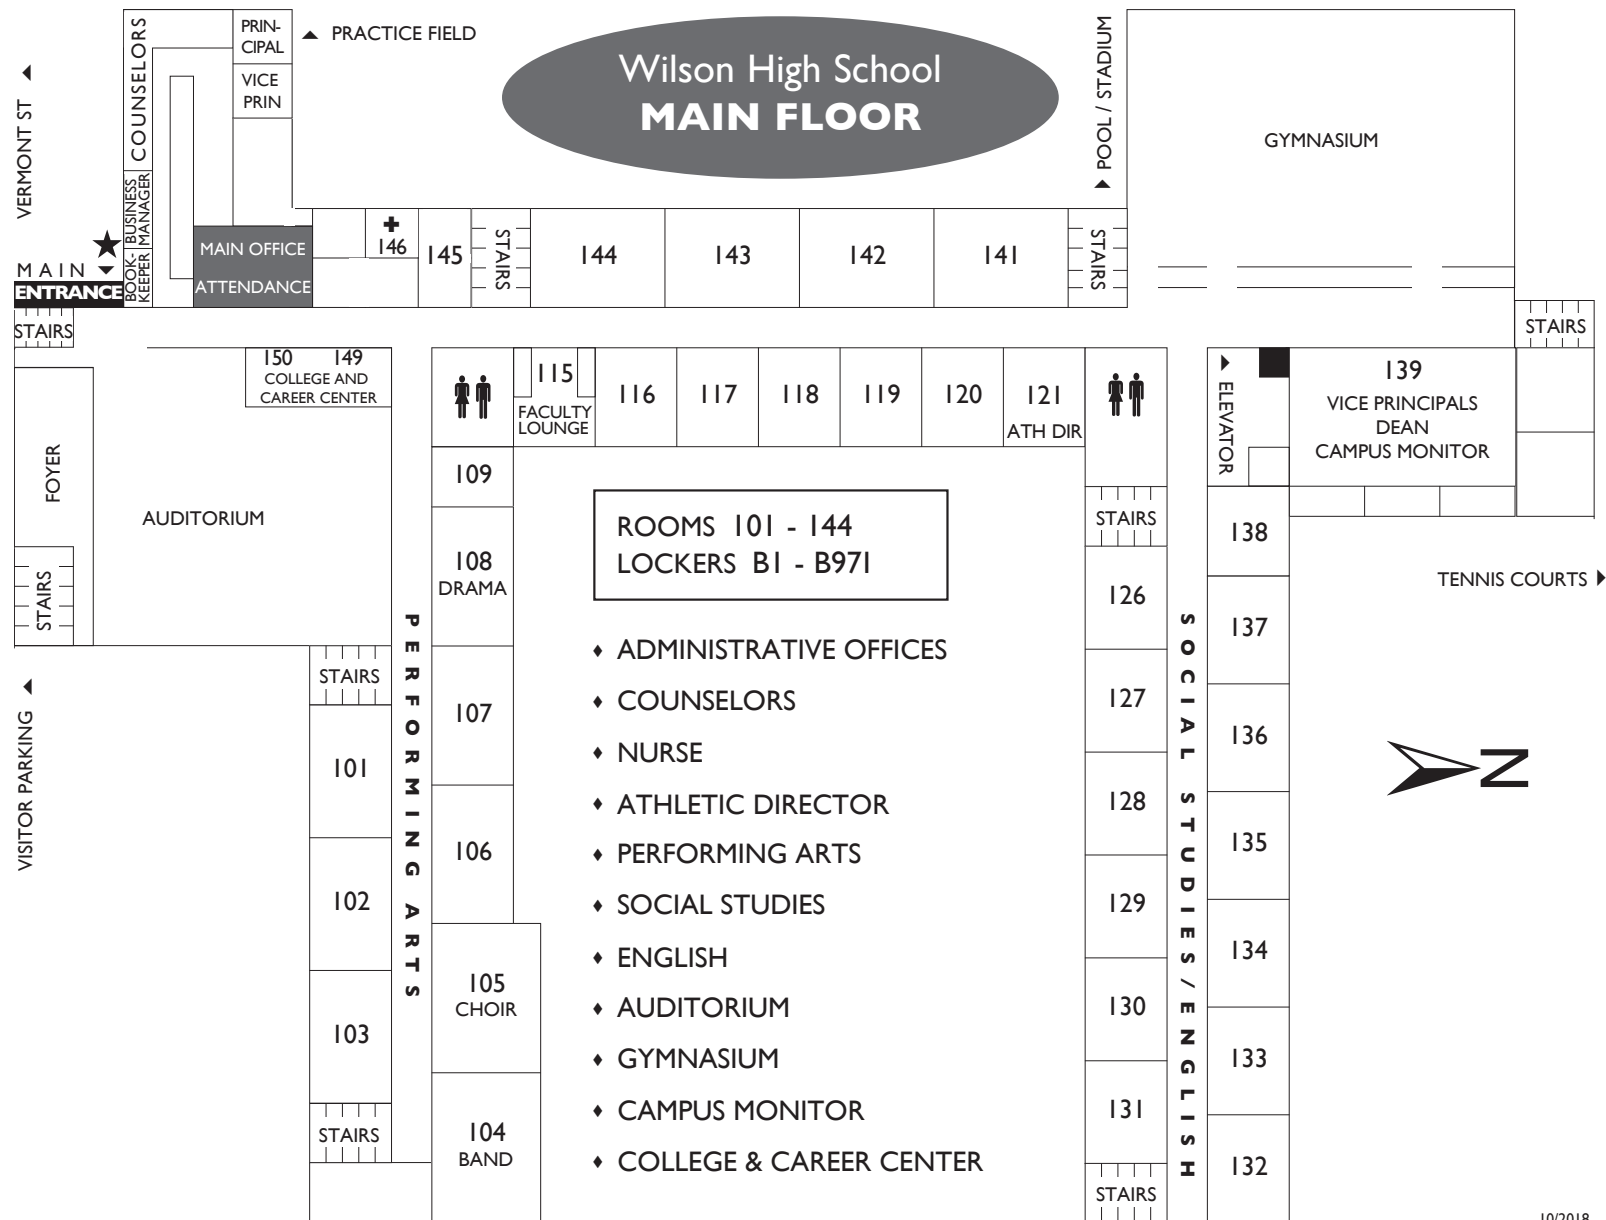 Wilson High School
MAIN FLOOR
VERMONT ST
COUNSELORS
PRIN-
CIPAL
VICE
PRIN
PRACTICE FIELD
POOL / STADIUM
GYMNASIUM
BUSINESS
MANAGER
BOOK-
KEEPER
MAIN
ENTRANCE
MAIN OFFICE
ATTENDANCE
146
145
STAIRS
144
143
142
141
STAIRS
STAIRS
STAIRS
150 149
COLLEGE AND
CAREER CENTER
115
FACULTY
LOUNGE
116
117
118
119
120
121
ATH DIR
ELEVATOR
139
VICE PRINCIPALS
DEAN
CAMPUS MONITOR
FOYER
AUDITORIUM
STAIRS
109
108
DRAMA
107
106
105
CHOIR
104
BAND
STAIRS
101
102
103
STAIRS
PERFORMING ARTS
VISITOR PARKING
ROOMS 101 - 144
LOCKERS B1 - B971
♦ ADMINISTRATIVE OFFICES
♦ COUNSELORS
♦ NURSE
♦ ATHLETIC DIRECTOR
♦ PERFORMING ARTS
♦ SOCIAL STUDIES
♦ ENGLISH
♦ AUDITORIUM
♦ GYMNASIUM
♦ CAMPUS MONITOR
♦ COLLEGE & CAREER CENTER
STAIRS
126
127
128
129
130
131
STAIRS
SOCIAL STUDIES/ENGLISH
138
137
136
135
134
133
132
TENNIS COURTS
N
10/2018